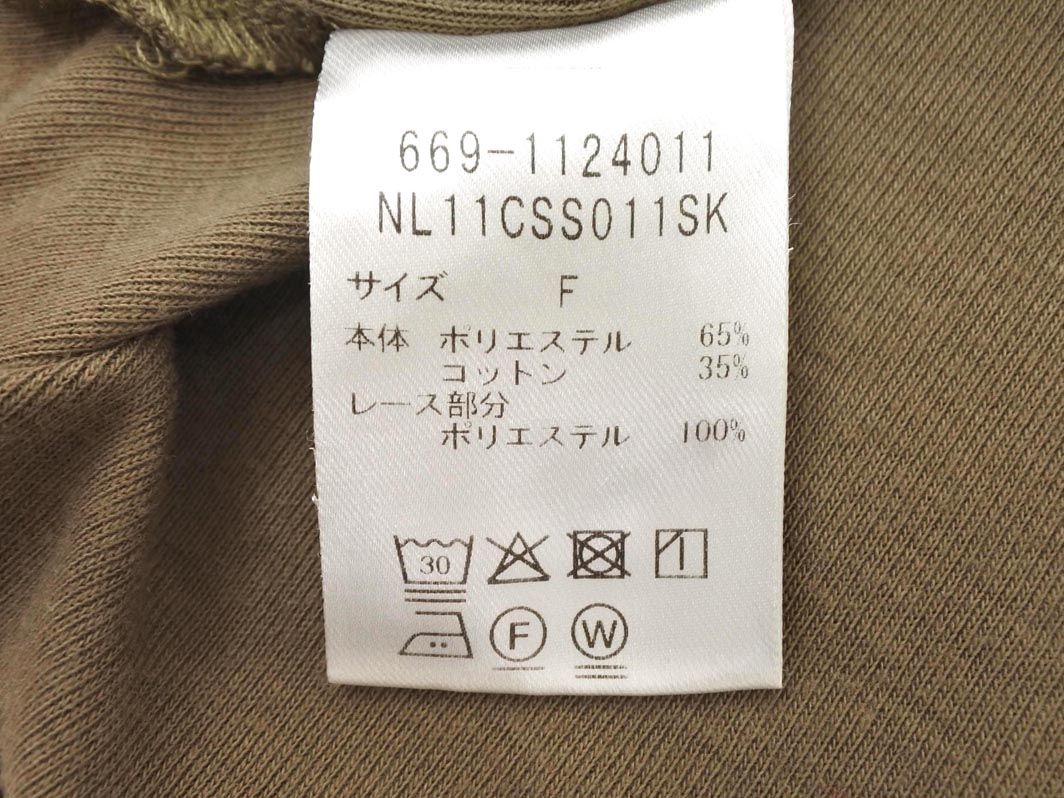 669-1124011
NL11CSS011SK
サイズ F
本体 ポリエステル 65%
コットン 35%
レース部分
ポリエステル 100%
30
F W